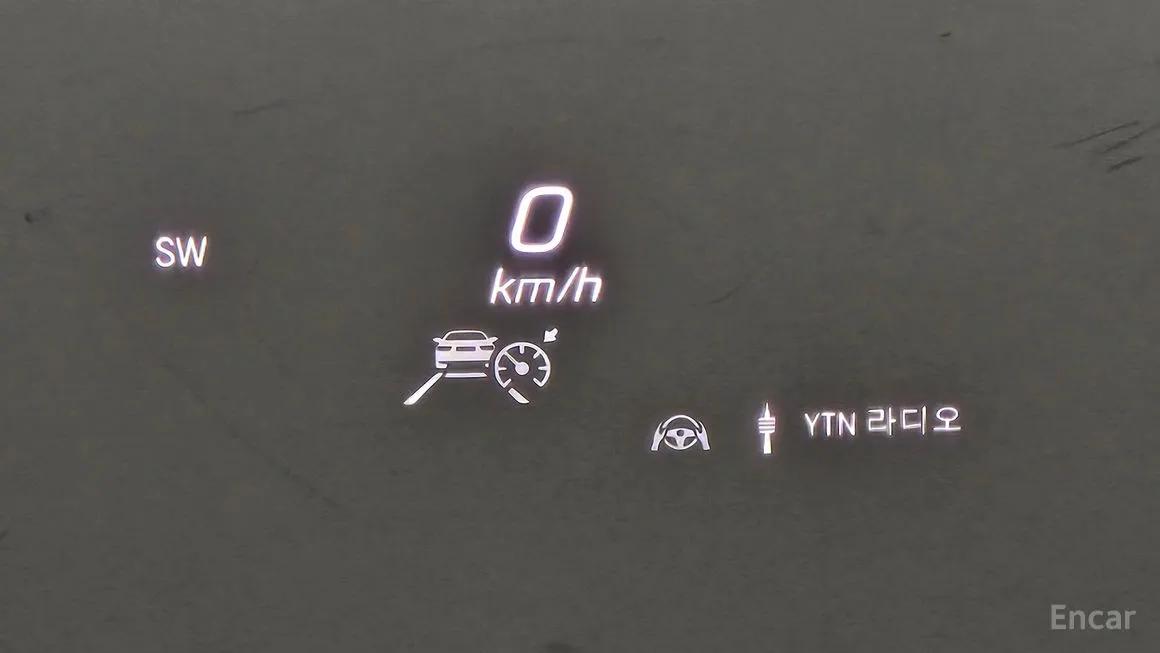 SW
0
km/h
YTN 라디오
Encar